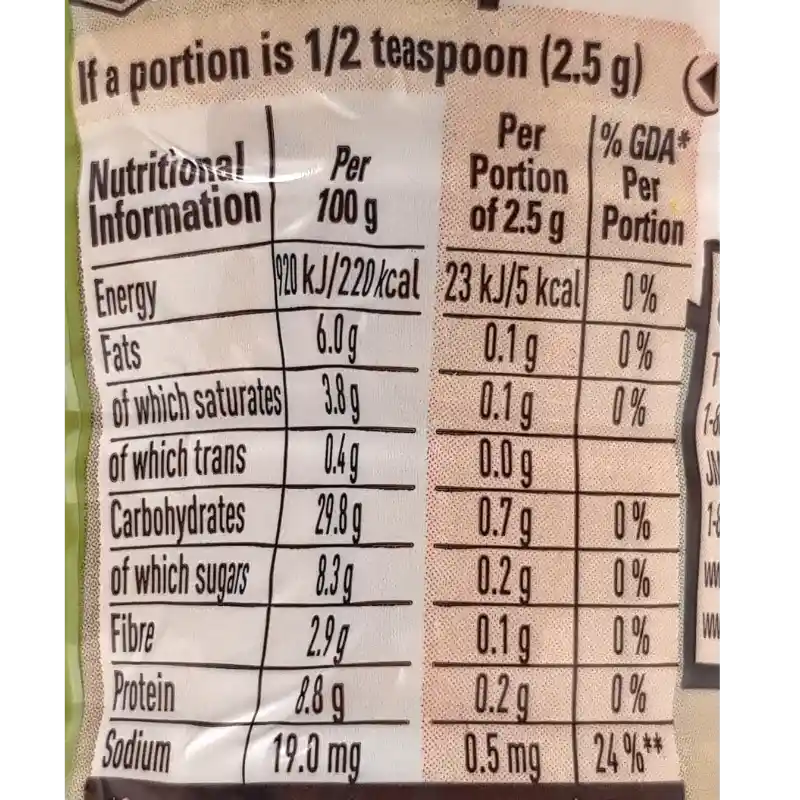 If a portion is 1/2 teaspoon (2.5 g)
Nutritional Information Per 100 g Per Portion of 2.5 g % GDA* Per Portion
Energy 920 kJ/220 kcal 23 kJ/5 kcal 0%
Fats 6.0 g 0.1 g 0%
of which saturates 3.8 g 0.1 g 0%
of which trans 0.4 g 0.0 g
Carbohydrates 29.8 g 0.7 g 0%
of which sugars 8.3 g 0.2 g 0%
Fibre 2.9 g 0.1 g 0%
Protein 8.8 g 0.2 g 0%
Sodium 19.0 mg 0.5 mg 24%**